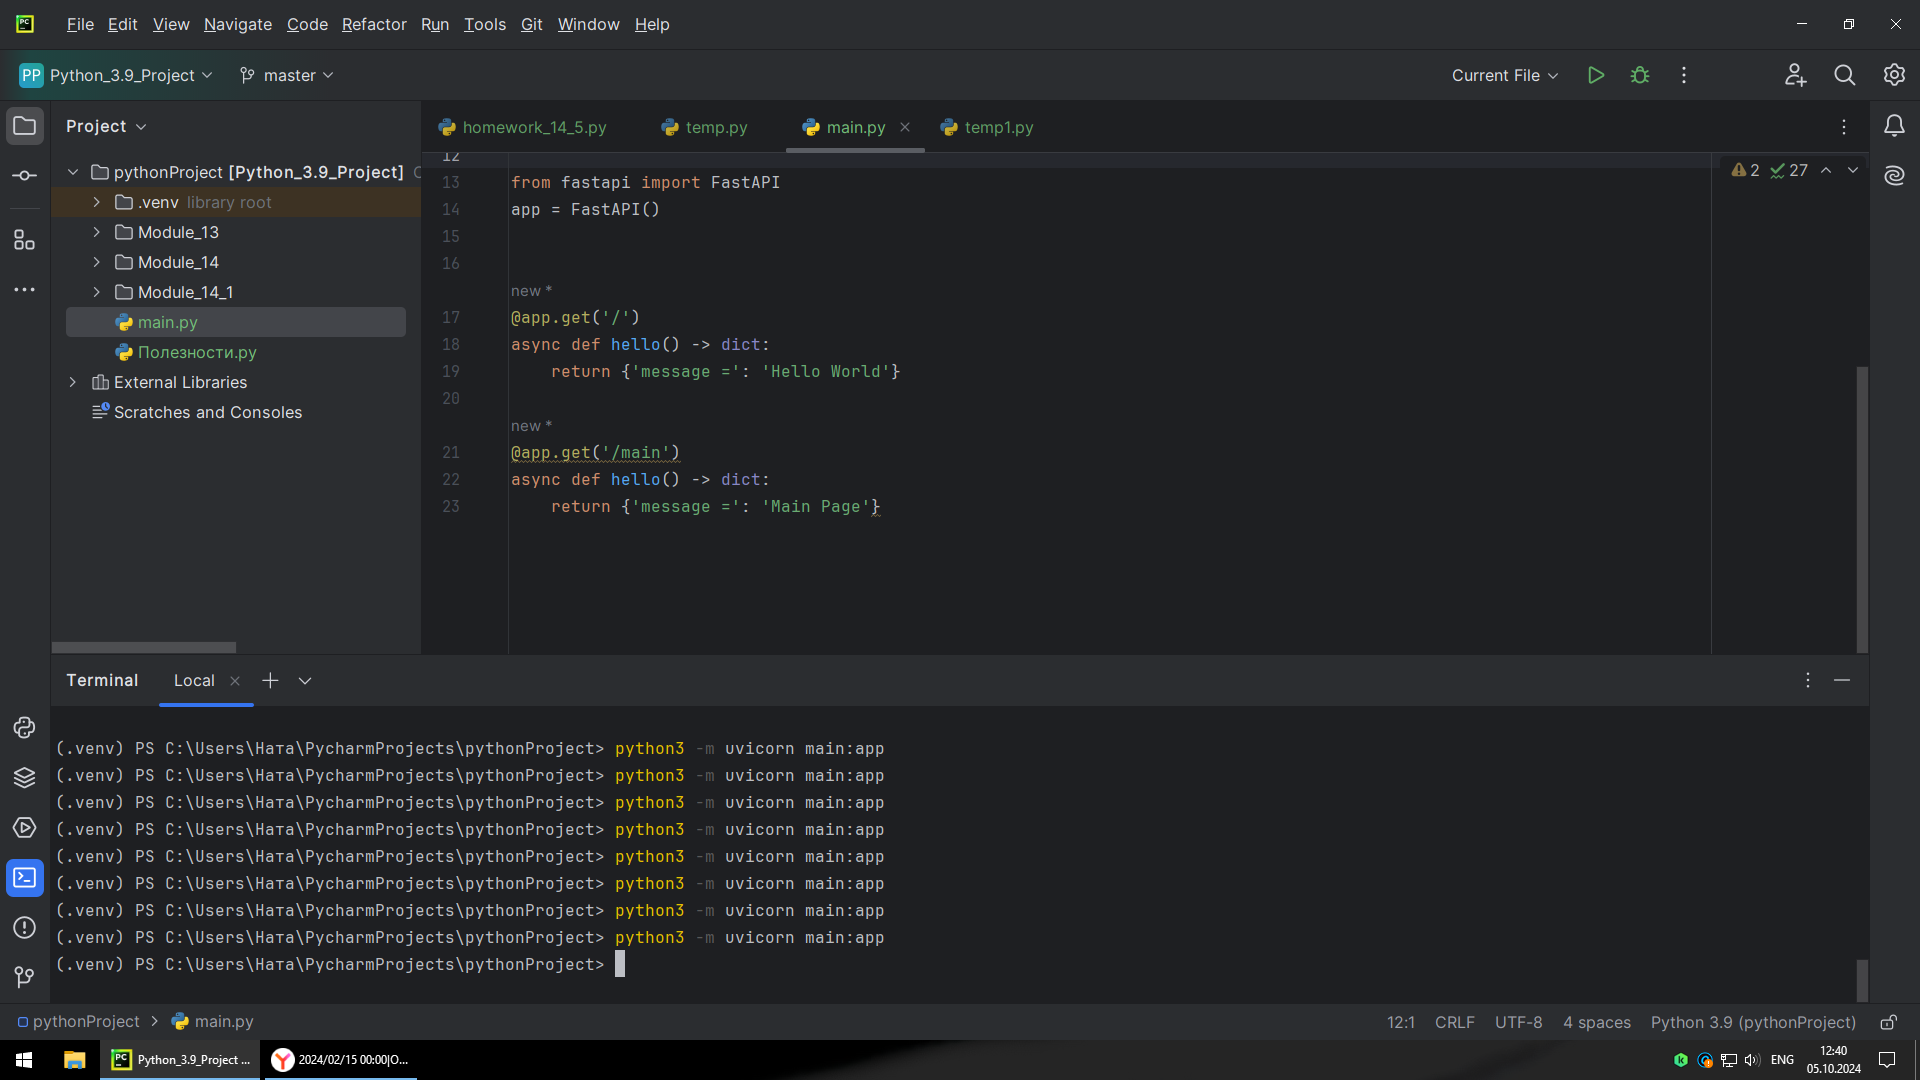 PC
File Edit View Navigate Code Refactor Run Tools Git Window Help
PP Python_3.9_Project master Current File
Project
homework_14_5.py temp.py main.py temp1.py
pythonProject [Python_3.9_Project]
.venv library root
Module_13
Module_14
Module_14_1
main.py
Полезности.py
External Libraries
Scratches and Consoles
2 27
12
13 from fastapi import FastAPI
14 app = FastAPI()
15
16
new *
17 @app.get('/')
18 async def hello() -> dict:
19 return {'message =': 'Hello World'}
20
new *
21 @app.get('/main')
22 async def hello() -> dict:
23 return {'message =': 'Main Page'}
Terminal Local
(.venv) PS C:\Users\Ната\PycharmProjects\pythonProject> python3 -m uvicorn main:app
(.venv) PS C:\Users\Ната\PycharmProjects\pythonProject> python3 -m uvicorn main:app
(.venv) PS C:\Users\Ната\PycharmProjects\pythonProject> python3 -m uvicorn main:app
(.venv) PS C:\Users\Ната\PycharmProjects\pythonProject> python3 -m uvicorn main:app
(.venv) PS C:\Users\Ната\PycharmProjects\pythonProject> python3 -m uvicorn main:app
(.venv) PS C:\Users\Ната\PycharmProjects\pythonProject> python3 -m uvicorn main:app
(.venv) PS C:\Users\Ната\PycharmProjects\pythonProject> python3 -m uvicorn main:app
(.venv) PS C:\Users\Ната\PycharmProjects\pythonProject> python3 -m uvicorn main:app
(.venv) PS C:\Users\Ната\PycharmProjects\pythonProject>
pythonProject > main.py 12:1 CRLF UTF-8 4 spaces Python 3.9 (pythonProject)
PC Python_3.9_Project ... 2024/02/15 00:00|О... ENG 12:40
05.10.2024